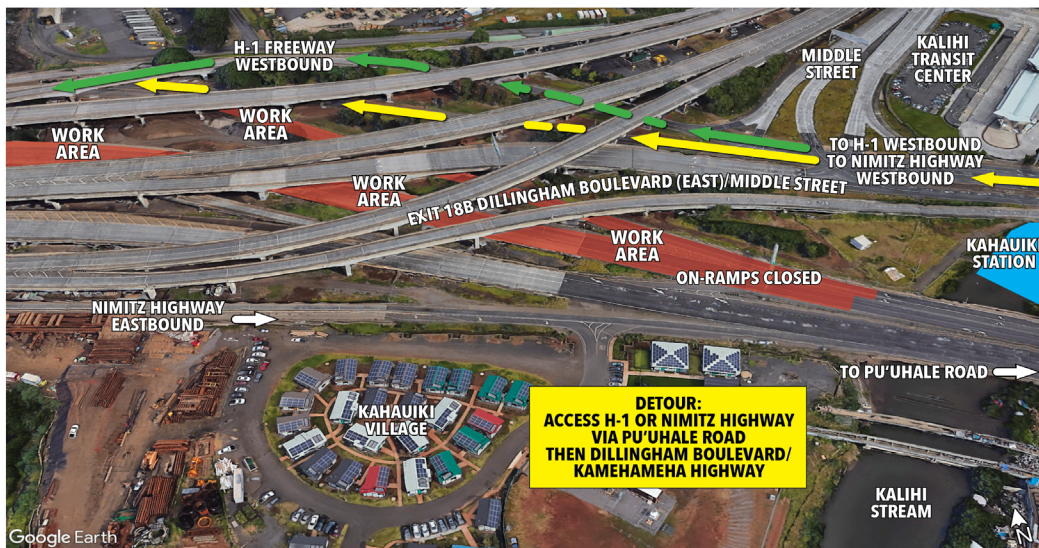 H-1 FREEWAY
WESTBOUND
MIDDLE
STREET
KALIHI
TRANSIT
CENTER
WORK
AREA
WORK
AREA
TO H-1 WESTBOUND
TO NIMITZ HIGHWAY
WESTBOUND
WORK
AREA
EXIT 18B DILLINGHAM BOULEVARD (EAST)/MIDDLE STREET
WORK
AREA
KAHAUIKI
STATION
ON-RAMPS CLOSED
NIMITZ HIGHWAY
EASTBOUND
TO PU'UHALE ROAD
DETOUR:
ACCESS H-1 OR NIMITZ HIGHWAY
VIA PU'UHALE ROAD
THEN DILLINGHAM BOULEVARD/
KAMEHAMEHA HIGHWAY
KAHAUIKI
VILLAGE
KALIHI
STREAM
Google Earth
N